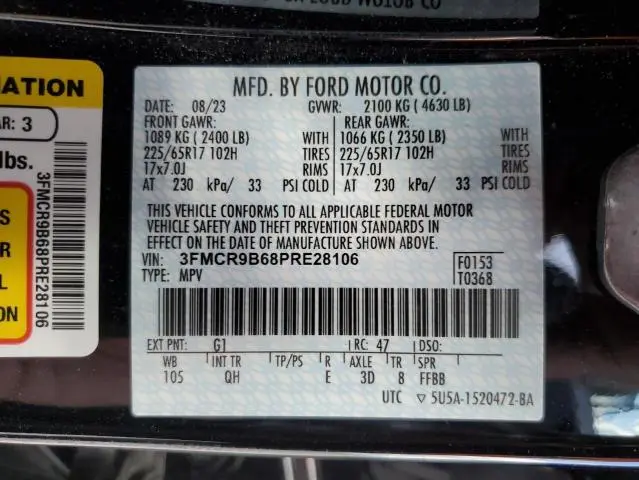 MATION
AR: 3
lbs.
S
R
L
ON
3FMCR9B68PRE28106
MFD. BY FORD MOTOR CO.
DATE: 08/23 GVWR: 2100 KG ( 4630 LB)
FRONT GAWR: REAR GAWR:
1089 KG ( 2400 LB) WITH 1066 KG ( 2350 LB) WITH
225/65R17 102H TIRES 225/65R17 102H TIRES
17x7.0J RIMS 17x7.0J RIMS
AT 230 kPa/ 33 PSI COLD AT 230 kPa/ 33 PSI COLD
THIS VEHICLE CONFORMS TO ALL APPLICABLE FEDERAL MOTOR
VEHICLE SAFETY AND THEFT PREVENTION STANDARDS IN
EFFECT ON THE DATE OF MANUFACTURE SHOWN ABOVE.
VIN: 3FMCR9B68PRE28106 F0153
TYPE: MPV T0368
EXT PNT: G1 RC: 47 DSO:
WB INT TR TP/PS R AXLE TR SPR
105 QH E 3D 8 FFBB
UTC ▽ 5U5A-1520472-BA